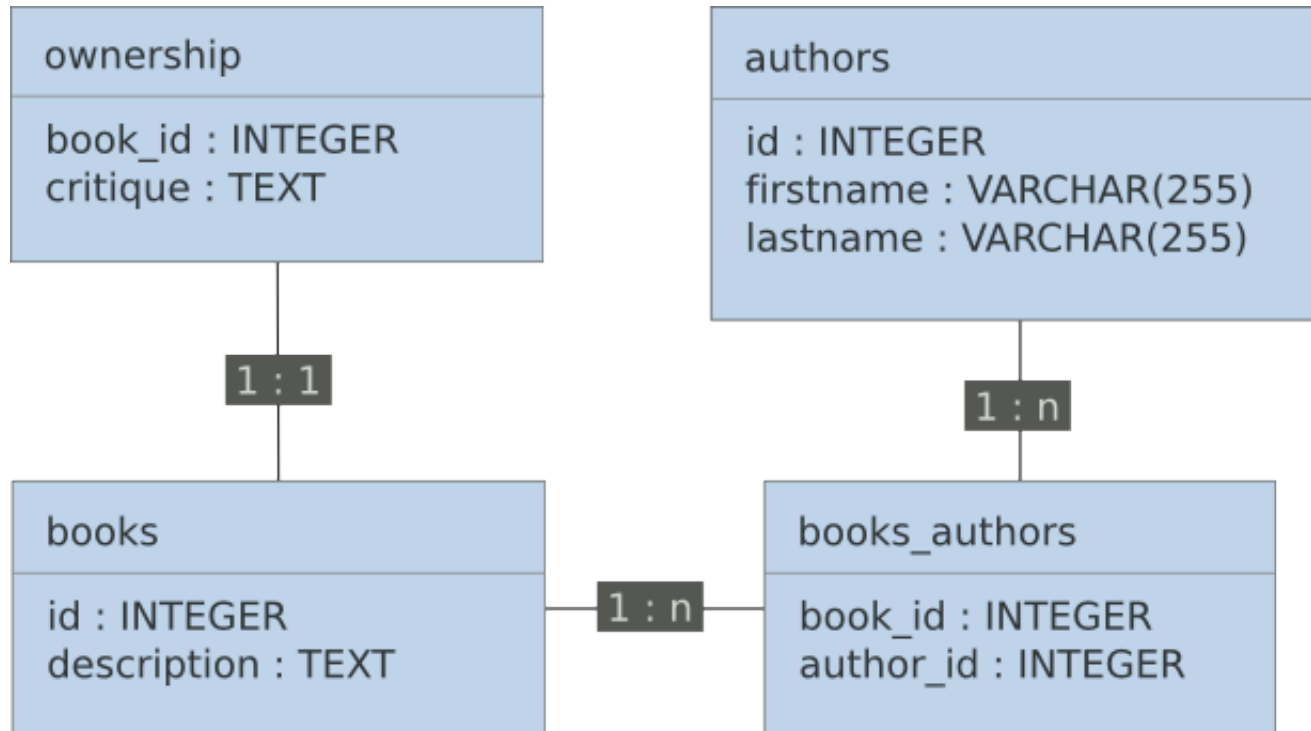 ownership
book_id : INTEGER
critique : TEXT
authors
id : INTEGER
firstname : VARCHAR(255)
lastname : VARCHAR(255)
1 : 1
1 : n
books
id : INTEGER
description : TEXT
1 : n
books_authors
book_id : INTEGER
author_id : INTEGER